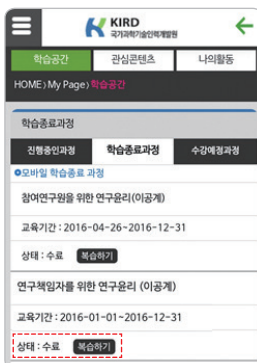 KIRD
국가과학기술인력개발원
학습공간 관심콘텐츠 나의활동
HOME>My Page>학습공간
학습종료과정
진행중인과정 학습종료과정 수강예정과정
모바일 학습종료 과정
참여연구원을 위한 연구윤리(이공계)
교육기간 : 2016-04-26~2016-12-31
상태 : 수료 복습하기
연구책임자를 위한 연구윤리 (이공계)
교육기간 : 2016-01-01~2016-12-31
상태 : 수료 복습하기